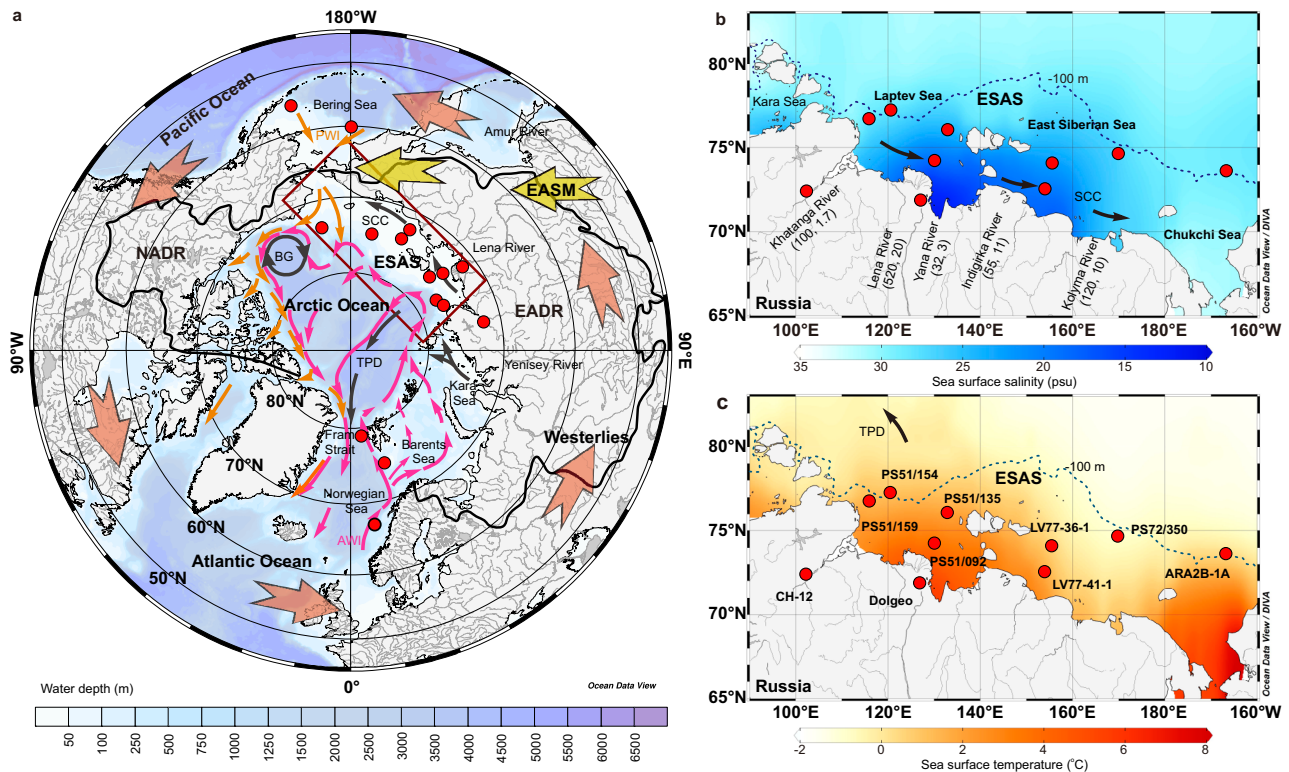 a
180°W
Pacific Ocean
Bering Sea
Amur River
PWI
EASM
NADR
SCC
Lena River
BG
ESAS
Arctic Ocean
EADR
90°W
90°E
TPD
Yenisey River
Kara
Sea
80°N
Fram
Strait
Barents
Sea
Westerlies
70°N
Norwegian
Sea
60°N
AWI
Atlantic Ocean
50°N
0°
Water depth (m)
Ocean Data View
50
100
250
500
750
1000
1250
1500
2000
2500
3000
3500
4000
4500
5000
5500
6000
6500
b
80°N
75°N
70°N
65°N
-100 m
Kara Sea
Laptev Sea
ESAS
East Siberian Sea
SCC
Chukchi Sea
Khatanga River
(100, 1.7)
Lena River
(520, 20)
Yana River
(32, 3)
Indigirka River
(55, 11)
Kolyma River
(120, 10)
Russia
Ocean Data View / DIVA
100°E
120°E
140°E
160°E
180°E
160°W
35
30
25
20
15
10
Sea surface salinity (psu)
c
80°N
75°N
70°N
65°N
TPD
-100 m
PS51/154
ESAS
PS51/135
LV77-36-1
PS72/350
PS51/159
PS51/092
ARA2B-1A
LV77-41-1
CH-12
Dolgeo
Russia
Ocean Data View / DIVA
100°E
120°E
140°E
160°E
180°E
160°W
-2
0
2
4
6
8
Sea surface temperature (°C)